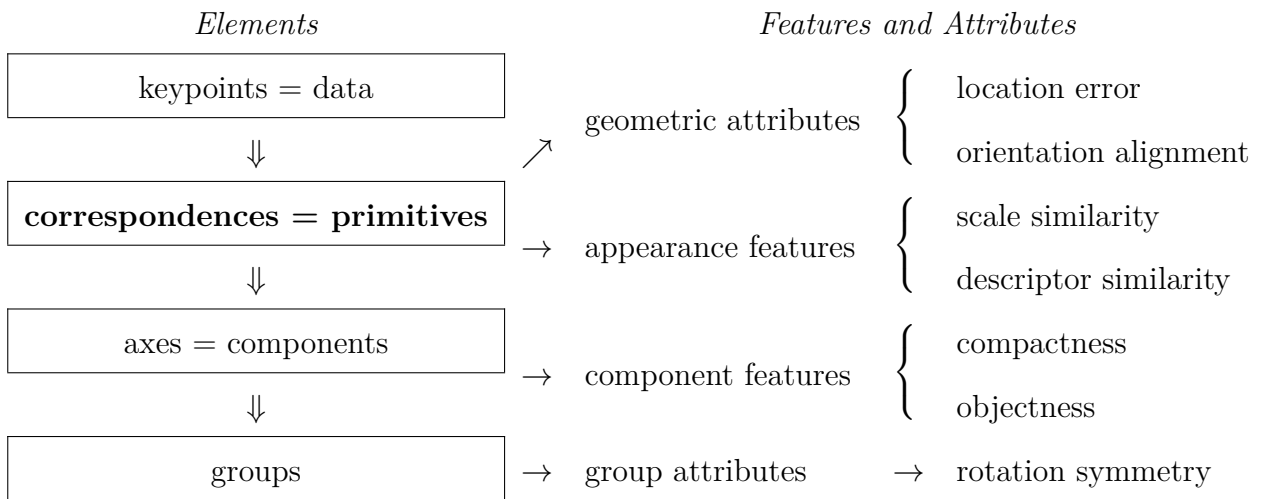 Elements
Features and Attributes
keypoints = data
⇓
↗ geometric attributes
location error
orientation alignment
correspondences = primitives
→ appearance features
scale similarity
descriptor similarity
⇓
axes = components
→ component features
compactness
objectness
⇓
groups → group attributes → rotation symmetry